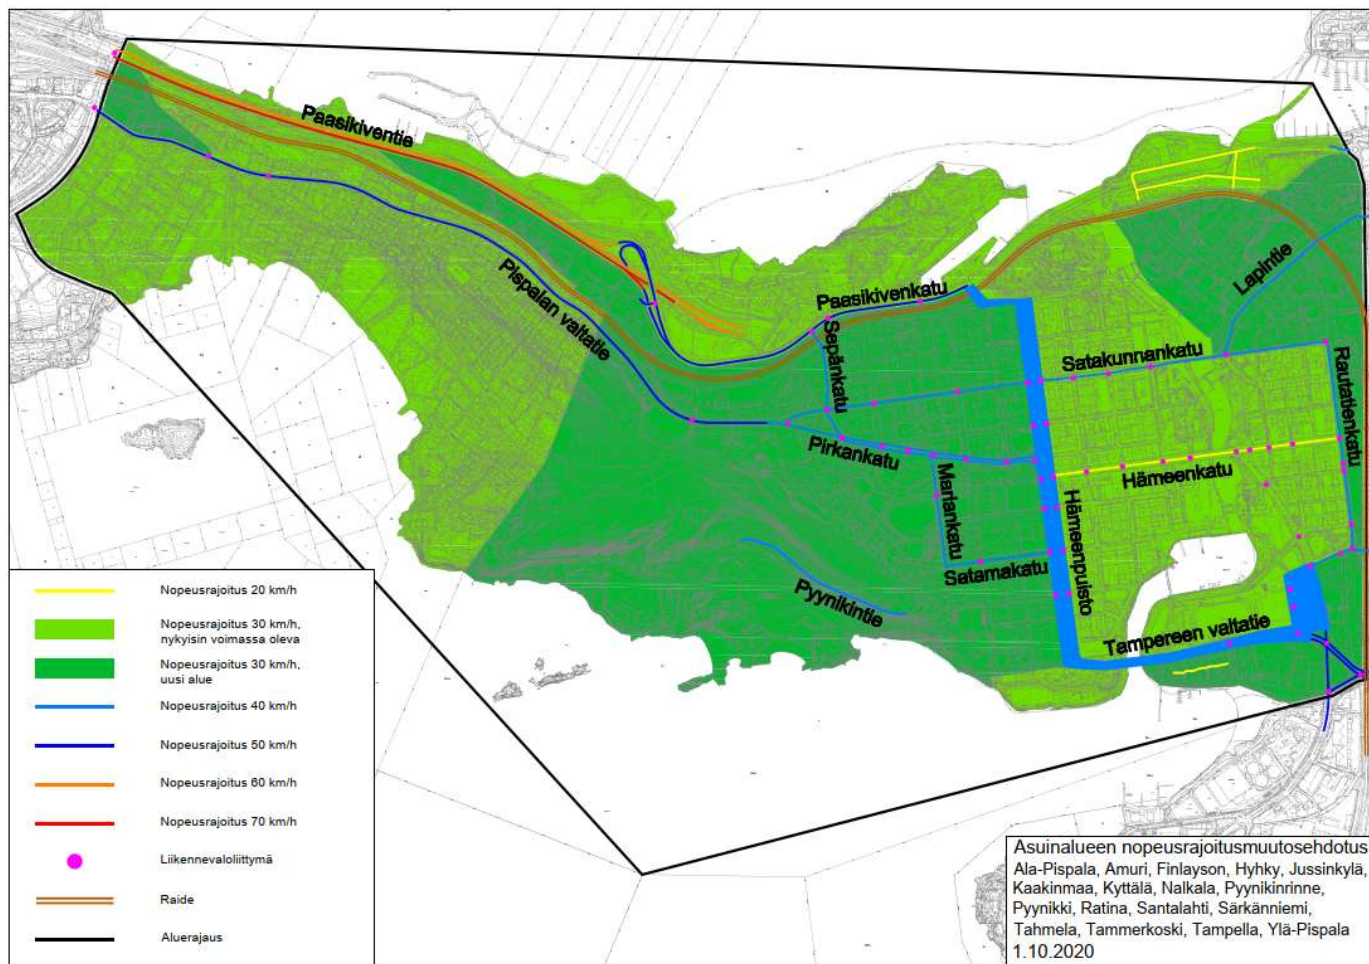 Paasikiventie
Pispalan valtatie
Paasikivenkatu
Sepänkatu
Lapintie
Satakunnankatu
Rautatienkatu
Pirkankatu
Hämeenkatu
Mariankatu
Hämeenpuisto
Satamakatu
Pyynikintie
Tampereen valtatie
Nopeusrajoitus 20 km/h
Nopeusrajoitus 30 km/h,
nykyisin voimassa oleva
Nopeusrajoitus 30 km/h,
uusi alue
Nopeusrajoitus 40 km/h
Nopeusrajoitus 50 km/h
Nopeusrajoitus 60 km/h
Nopeusrajoitus 70 km/h
Liikennevaloliittymä
Raide
Aluerajaus
Asuinalueen nopeusrajoitusmuutosehdotus
Ala-Pispala, Amuri, Finlayson, Hyhky, Jussinkylä,
Kaakinmaa, Kyttälä, Nalkala, Pyynikinrinne,
Pyynikki, Ratina, Santalahti, Särkänniemi,
Tahmela, Tammerkoski, Tampella, Ylä-Pispala
1.10.2020